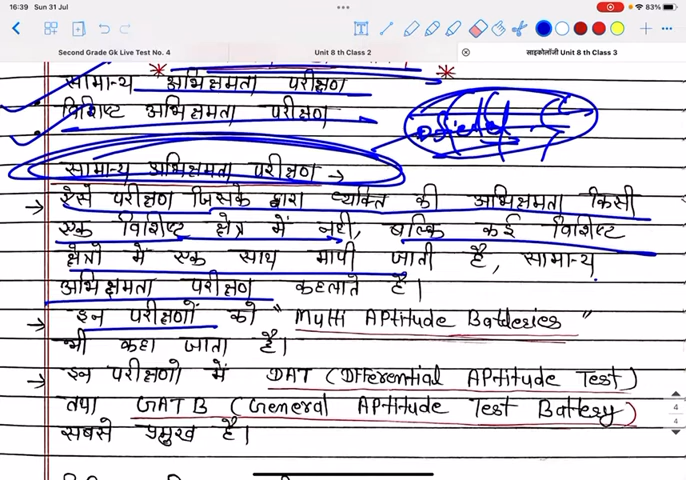 16:39 Sun 31 Jul
83%
Second Grade Gk Live Test No. 4
Unit 8 th Class 2
साइकोलॉजी Unit 8 th Class 3
सामान्य अभिक्षमता परीक्षण
विशिष्ट अभिक्षमता परीक्षण
सामान्य अभिक्षमता परीक्षण →
→ ऐसे परीक्षण जिसके द्वारा व्यक्ति की अभिक्षमता किसी
एक विशिष्ट क्षेत्र में नहीं, बल्कि कई विशिष्ट
क्षेत्रों में एक साथ मापी जाती है, सामान्य
अभिक्षमता परीक्षण कहलाते हैं।
→ इन परीक्षणों को "Multi Aptitude Batteries"
भी कहा जाता है।
→ इन परीक्षणो में DAT (Differential Aptitude Test)
तथा GATB (General Aptitude Test Battery)
सबसे प्रमुख है।
4
4